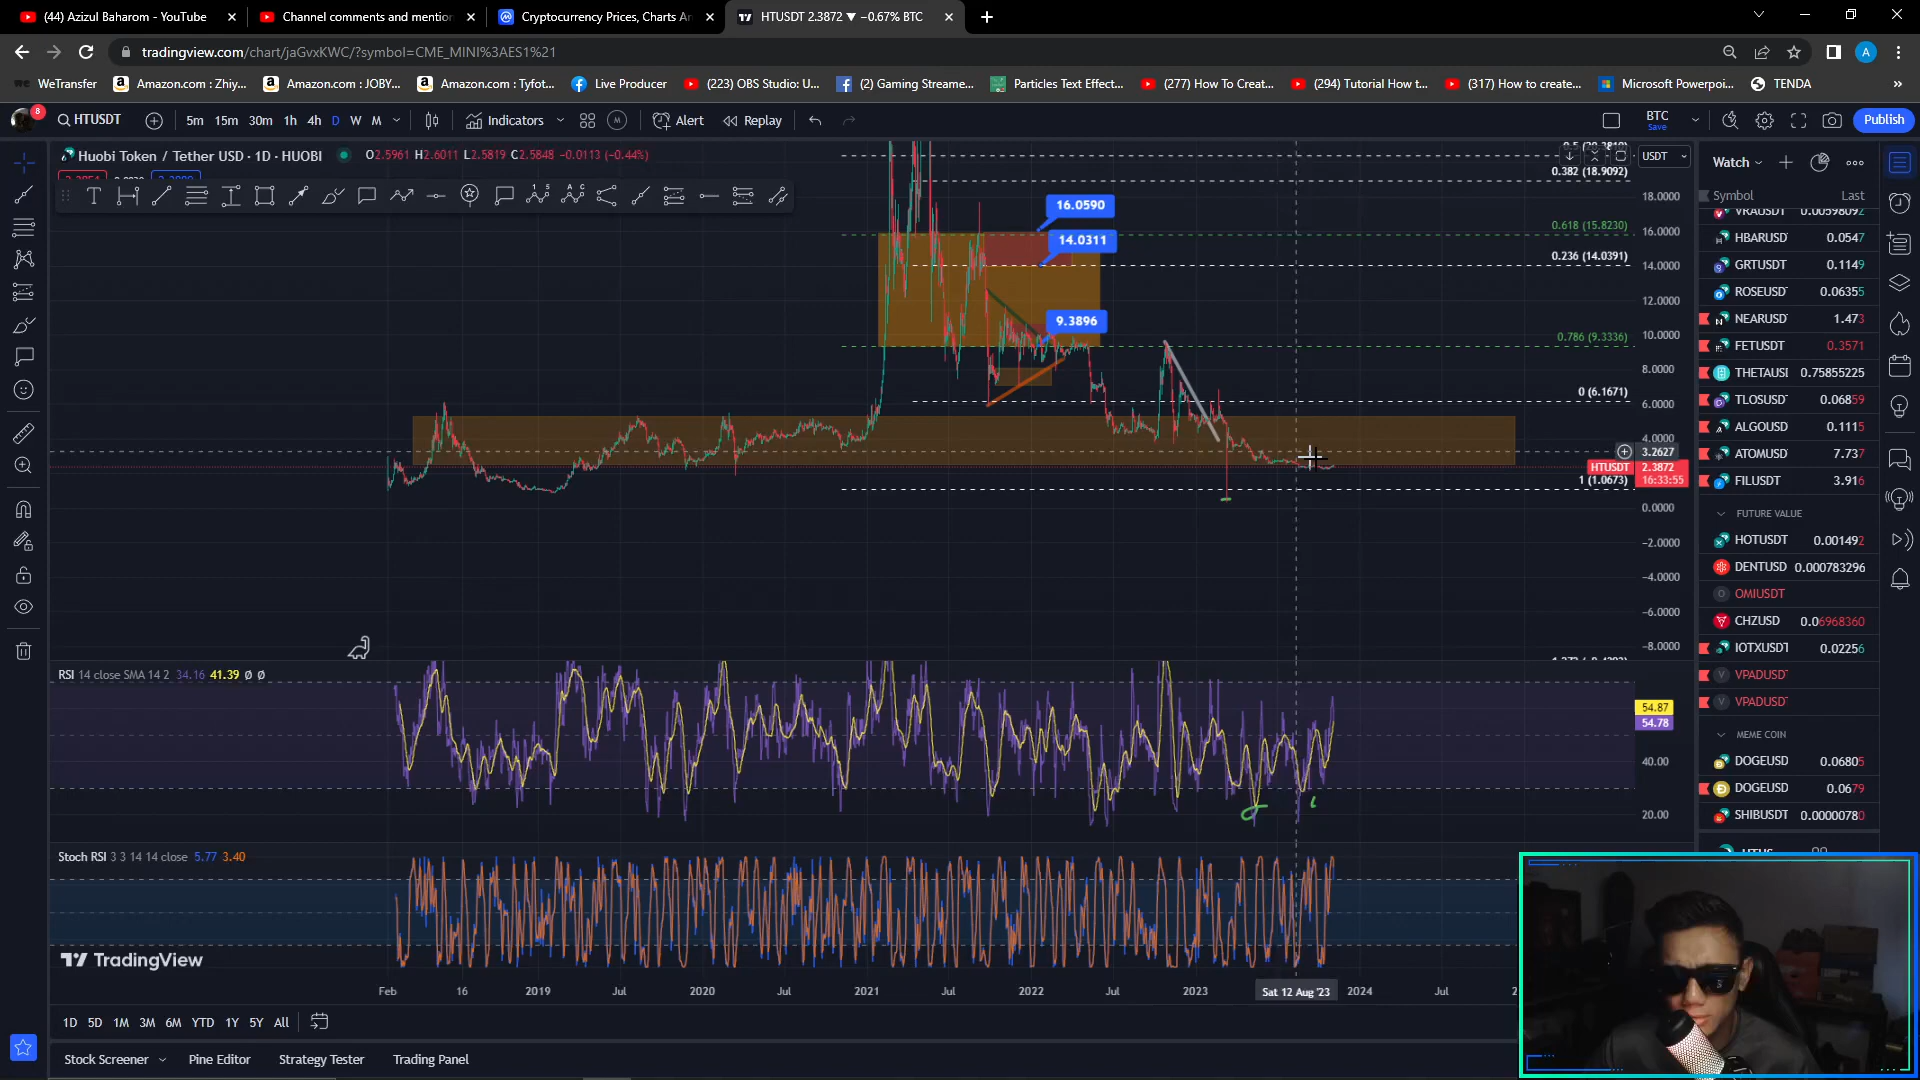 (44) Azizul Baharom - YouTube
Channel comments and mention
Cryptocurrency Prices, Charts An
HTUSDT 2.3872 ▼ −0.67% BTC
tradingview.com/chart/jaGvxKWC/?symbol=CME_MINI%3AES1%21
A
WeTransfer
Amazon.com : Zhiy...
Amazon.com : JOBY...
Amazon.com : Tyfot...
Live Producer
(223) OBS Studio: U...
(2) Gaming Streame...
Particles Text Effect...
(277) How To Creat...
(294) Tutorial How t...
(317) How to create...
Microsoft Powerpoi...
TENDA
8
HTUSDT
5m 15m 30m 1h 4h D W M
Indicators
Alert
Replay
BTC
Save
Publish
Huobi Token / Tether USD · 1D · HUOBI
O2.5961 H2.6011 L2.5819 C2.5848 −0.0113 (−0.44%)
USDT
0.382 (18.9092)
18.0000
16.0590
0.618 (15.8230)
16.0000
14.0311
0.236 (14.0391)
14.0000
12.0000
9.3896
10.0000
0.786 (9.3336)
8.0000
0 (6.1671)
6.0000
4.0000
3.2627
HTUSDT
2.3872
16:33:55
1 (1.0673)
0.0000
−2.0000
−4.0000
−6.0000
−8.0000
RSI 14 close SMA 14 2 34.16 41.39 Ø Ø
54.87
54.78
40.00
20.00
Stoch RSI 3 3 14 14 close 5.77 3.40
TradingView
Feb 16 2019 Jul 2020 Jul 2021 Jul 2022 Jul 2023 Sat 12 Aug '23 2024 Jul
1D 5D 1M 3M 6M YTD 1Y 5Y All
Stock Screener
Pine Editor
Strategy Tester
Trading Panel
Watch
Symbol Last
VRAUSDT 0.00598092
HBARUSD 0.0547
GRTUSDT 0.1149
ROSEUSD 0.06355
NEARUSD 1.473
FETUSDT 0.3571
THETAUSI 0.75855225
TLOSUSD 0.06859
ALGOUSD 0.1115
ATOMUSD 7.737
FILUSDT 3.916
FUTURE VALUE
HOTUSDT 0.001492
DENTUSD 0.000783296
OMIUSDT
CHZUSD 0.06968360
IOTXUSDT 0.02256
VPADUSD
VPADUSD
MEME COIN
DOGEUSD 0.06805
DOGEUSD 0.0679
SHIBUSDT 0.00000780